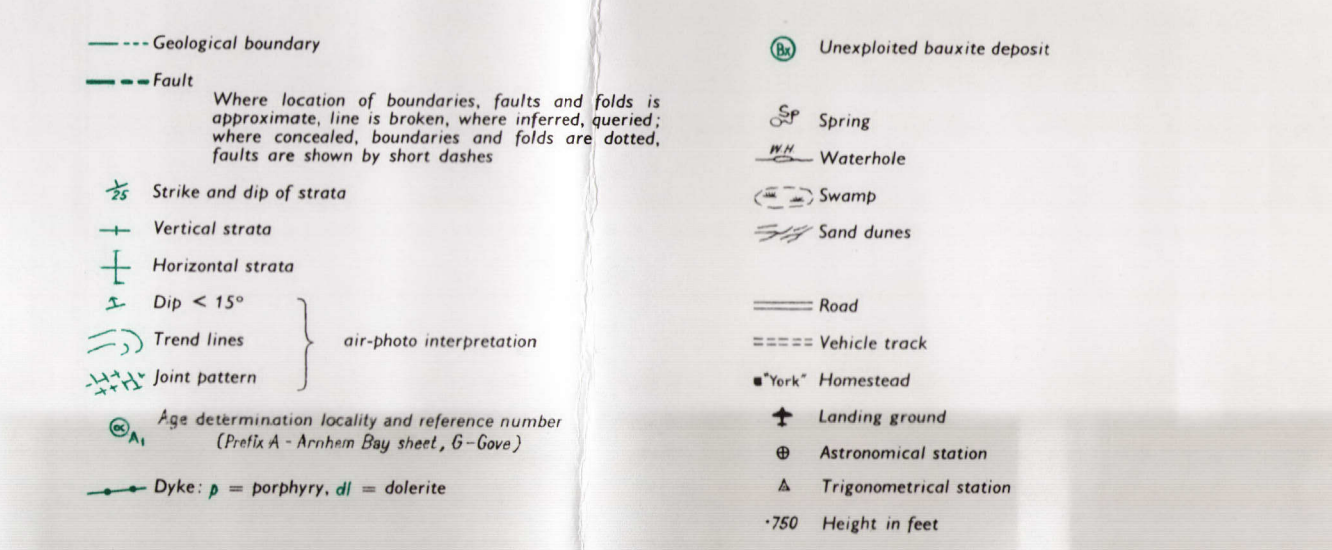 Geological boundary
Fault
Where location of boundaries, faults and folds is
approximate, line is broken, where inferred, queried;
where concealed, boundaries and folds are dotted,
faults are shown by short dashes
25 Strike and dip of strata
Vertical strata
Horizontal strata
Dip < 15°
Trend lines
air-photo interpretation
Joint pattern
∝ A1 Age determination locality and reference number
(Prefix A - Arnhem Bay sheet, G-Gove)
Dyke: p = porphyry, dl = dolerite
Bx Unexploited bauxite deposit
Sp Spring
W.H. Waterhole
Swamp
Sand dunes
Road
Vehicle track
"York" Homestead
Landing ground
Astronomical station
Trigonometrical station
·750 Height in feet